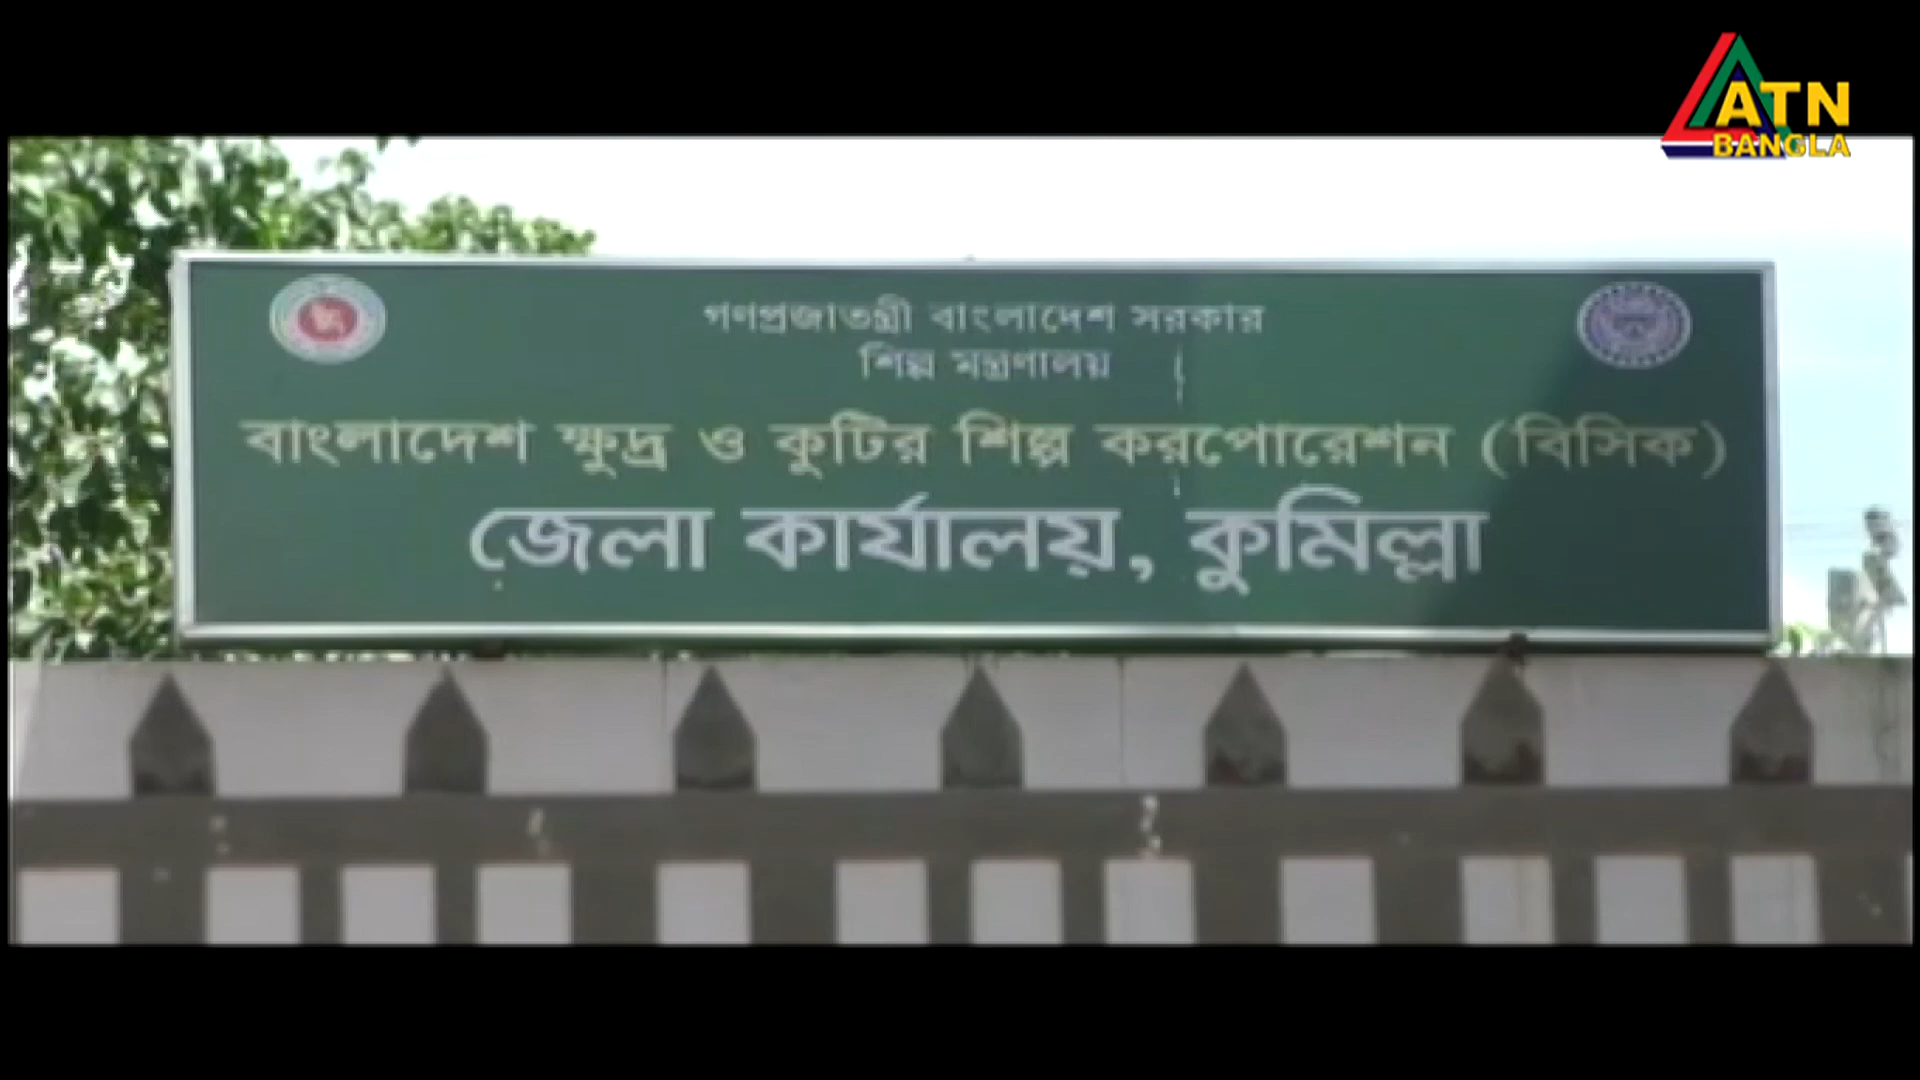 ATN
BANGLA
গণপ্রজাতন্ত্রী বাংলাদেশ সরকার
শিল্প মন্ত্রণালয়
বাংলাদেশ ক্ষুদ্র ও কুটির শিল্প করপোরেশন (বিসিক)
জেলা কার্যালয়, কুমিল্লা